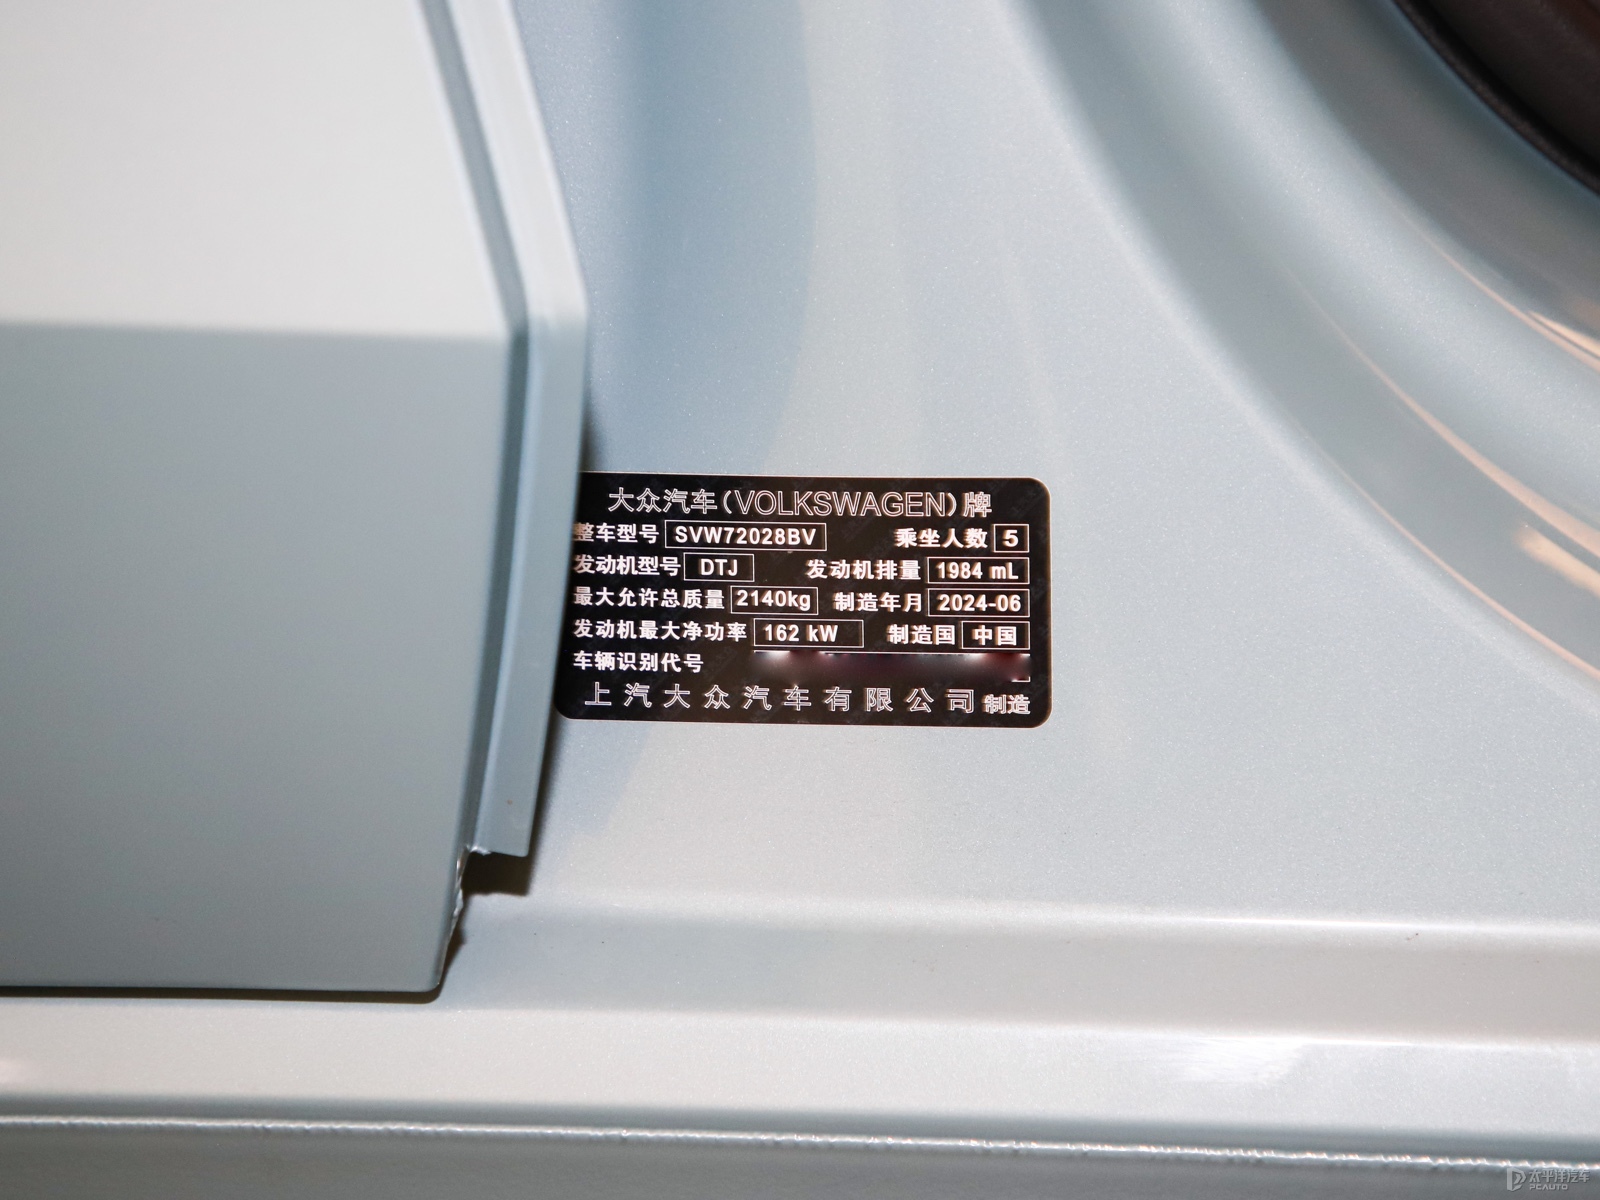 大众汽车(VOLKSWAGEN)牌
整车型号 SVW72028BV 乘坐人数 5
发动机型号 DTJ 发动机排量 1984 mL
最大允许总质量 2140kg 制造年月 2024-06
发动机最大净功率 162 kW 制造国 中国
车辆识别代号
上汽大众汽车有限公司 制造
太平洋汽车
PCAUTO